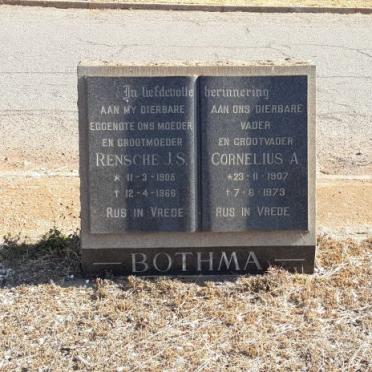 In liefdevolle herinnering
AAN MY DIERBARE
EGGENOTE ONS MOEDER
EN GROOTMOEDER
RENSCHE J.S.
* 11-3-1905
† 12-4-1966
RUS IN VREDE
AAN ONS DIERBARE
VADER
EN GROOTVADER
CORNELIUS A.
*23-11-1907
†7-6-1973
RUS IN VREDE
BOTHMA